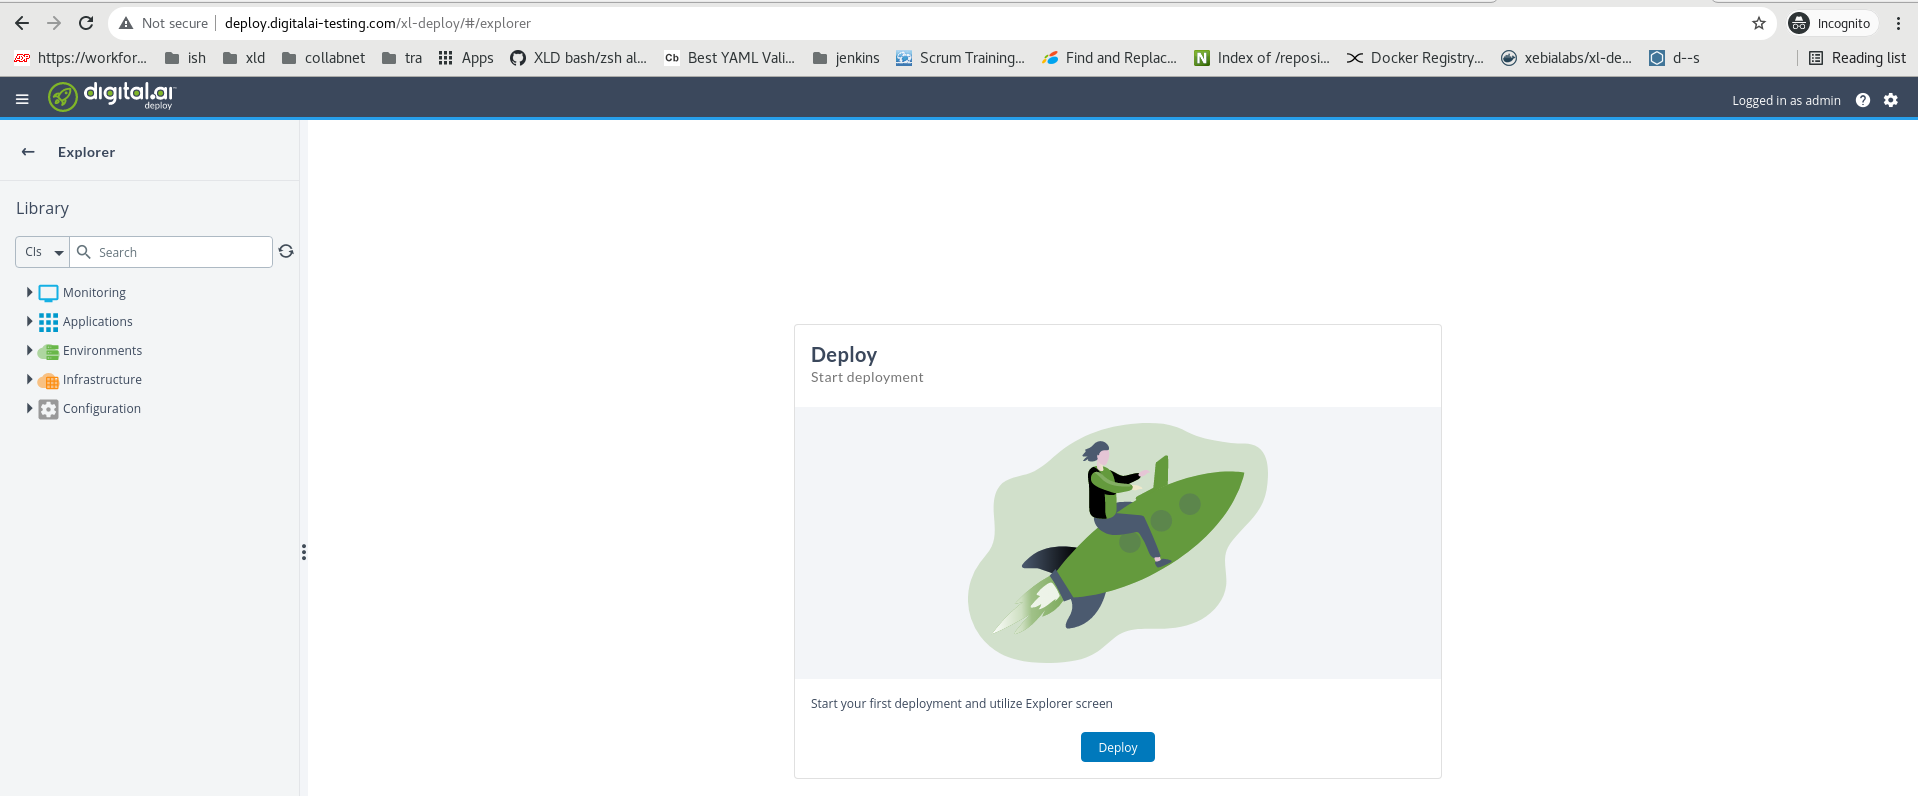 Not secure deploy.digitalai-testing.com/xl-deploy/#/explorer Incognito
https://workfor... ish xld collabnet tra Apps XLD bash/zsh al... Cb Best YAML Vali... jenkins Scrum Training... Find and Replac... N Index of /reposi... Docker Registry... xebialabs/xl-de... d--s Reading list
digital.ai
deploy
Logged in as admin ?
Explorer
Library
CIs Search
Monitoring
Applications
Environments
Infrastructure
Configuration
Deploy
Start deployment
Start your first deployment and utilize Explorer screen
Deploy